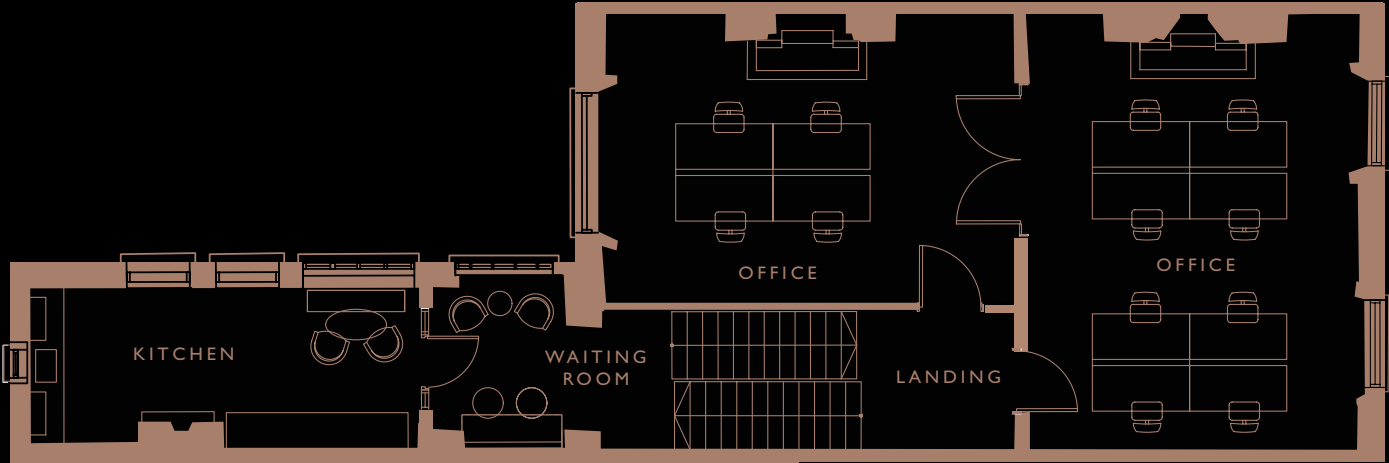 OFFICE
OFFICE
KITCHEN
WAITING
ROOM
LANDING